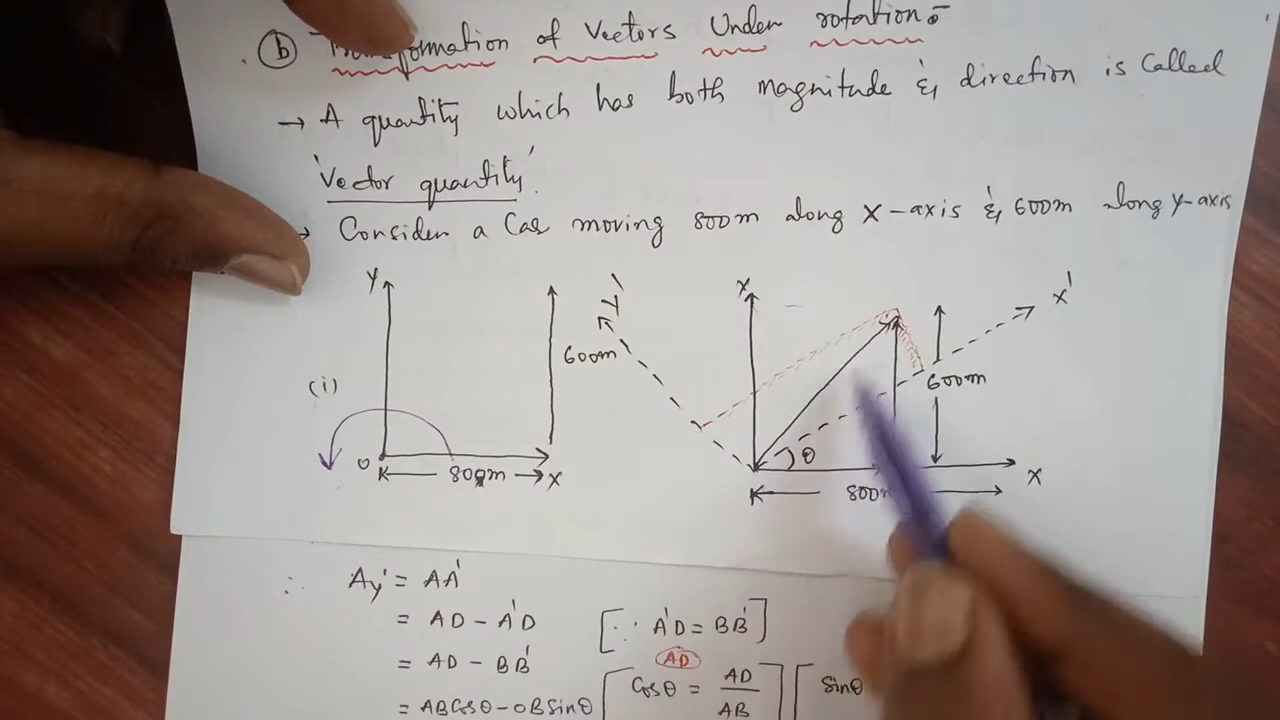 (b) Transformation of Vectors Under rotation:-
→ A quantity which has both magnitude & direction is called
'Vector quantity'.
→ Consider a Car moving 800m along X-axis & 600m along y-axis
Y
Y'
X
X'
600m
600m
(i)
θ
O
K
800m
X
K
800m
X
∴ Ay' = AA'
= AD - A'D [∵ A'D = BB']
= AD - BB'
AD
= ABCosθ - OBSinθ [Cosθ = AD/AB] [Sinθ